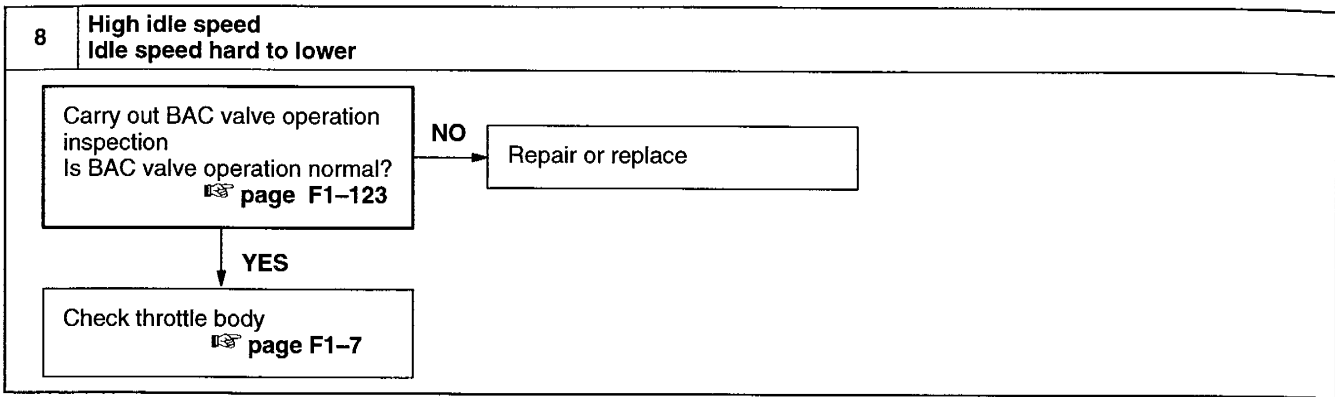 8
High idle speed
Idle speed hard to lower
Carry out BAC valve operation
inspection
Is BAC valve operation normal?
☞ page F1–123
NO
Repair or replace
YES
Check throttle body
☞ page F1–7